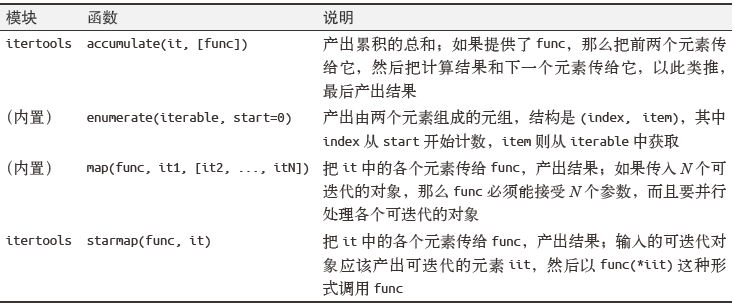 模块 函数 说明
itertools accumulate(it, [func]) 产出累积的总和；如果提供了 func，那么把前两个元素传
给它，然后把计算结果和下一个元素传给它，以此类推，
最后产出结果
（内置） enumerate(iterable, start=0) 产出由两个元素组成的元组，结构是 (index, item)，其中
index 从 start 开始计数，item 则从 iterable 中获取
（内置） map(func, it1, [it2, ..., itN]) 把 it 中的各个元素传给 func，产出结果；如果传入 N 个可
迭代的对象，那么 func 必须能接受 N 个参数，而且要并行
处理各个可迭代的对象
itertools starmap(func, it) 把 it 中的各个元素传给 func，产出结果；输入的可迭代对
象应该产出可迭代的元素 iit，然后以 func(*iit) 这种形
式调用 func